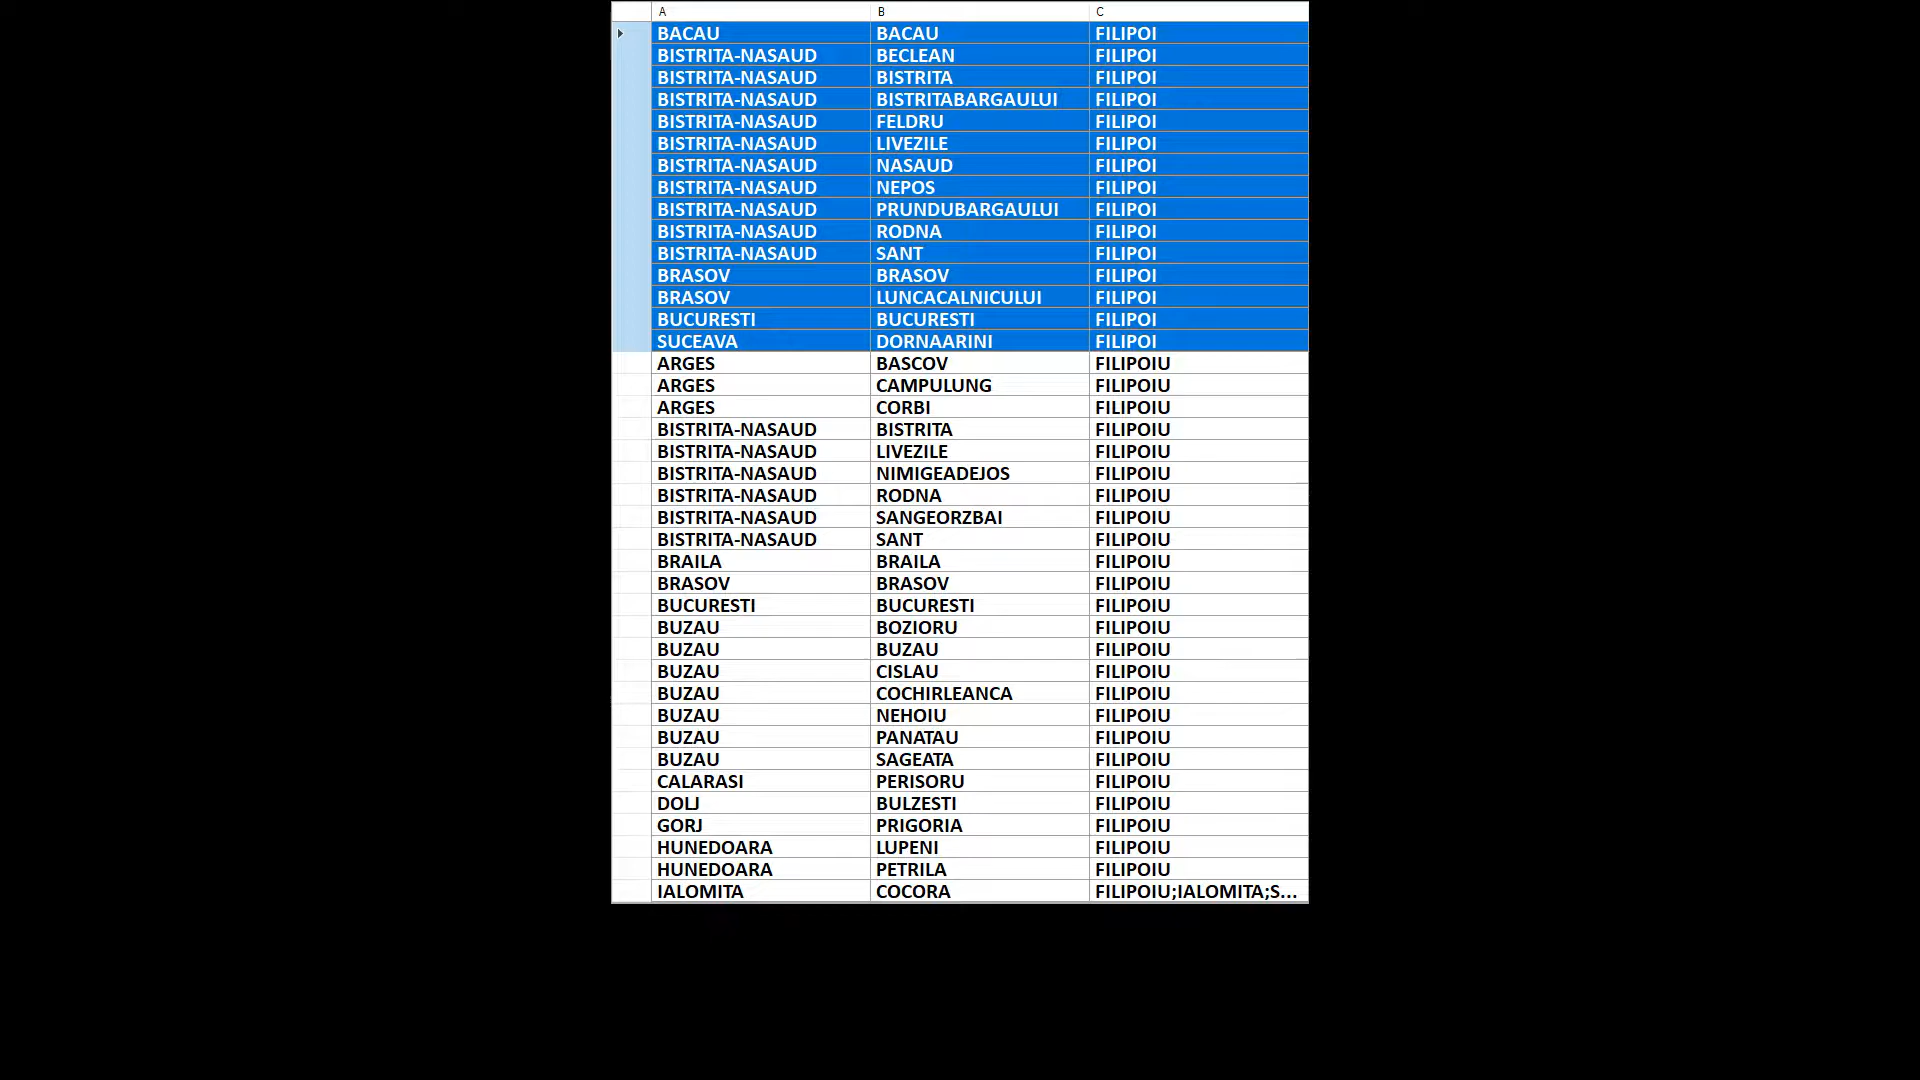 A B C
BACAU BACAU FILIPOI
BISTRITA-NASAUD BECLEAN FILIPOI
BISTRITA-NASAUD BISTRITA FILIPOI
BISTRITA-NASAUD BISTRITABARGAULUI FILIPOI
BISTRITA-NASAUD FELDRU FILIPOI
BISTRITA-NASAUD LIVEZILE FILIPOI
BISTRITA-NASAUD NASAUD FILIPOI
BISTRITA-NASAUD NEPOS FILIPOI
BISTRITA-NASAUD PRUNDUBARGAULUI FILIPOI
BISTRITA-NASAUD RODNA FILIPOI
BISTRITA-NASAUD SANT FILIPOI
BRASOV BRASOV FILIPOI
BRASOV LUNCACALNICULUI FILIPOI
BUCURESTI BUCURESTI FILIPOI
SUCEAVA DORNAARINI FILIPOI
ARGES BASCOV FILIPOIU
ARGES CAMPULUNG FILIPOIU
ARGES CORBI FILIPOIU
BISTRITA-NASAUD BISTRITA FILIPOIU
BISTRITA-NASAUD LIVEZILE FILIPOIU
BISTRITA-NASAUD NIMIGEADEJOS FILIPOIU
BISTRITA-NASAUD RODNA FILIPOIU
BISTRITA-NASAUD SANGEORZBAI FILIPOIU
BISTRITA-NASAUD SANT FILIPOIU
BRAILA BRAILA FILIPOIU
BRASOV BRASOV FILIPOIU
BUCURESTI BUCURESTI FILIPOIU
BUZAU BOZIORU FILIPOIU
BUZAU BUZAU FILIPOIU
BUZAU CISLAU FILIPOIU
BUZAU COCHIRLEANCA FILIPOIU
BUZAU NEHOIU FILIPOIU
BUZAU PANATAU FILIPOIU
BUZAU SAGEATA FILIPOIU
CALARASI PERISORU FILIPOIU
DOLJ BULZESTI FILIPOIU
GORJ PRIGORIA FILIPOIU
HUNEDOARA LUPENI FILIPOIU
HUNEDOARA PETRILA FILIPOIU
IALOMITA COCORA FILIPOIU;IALOMITA;S...